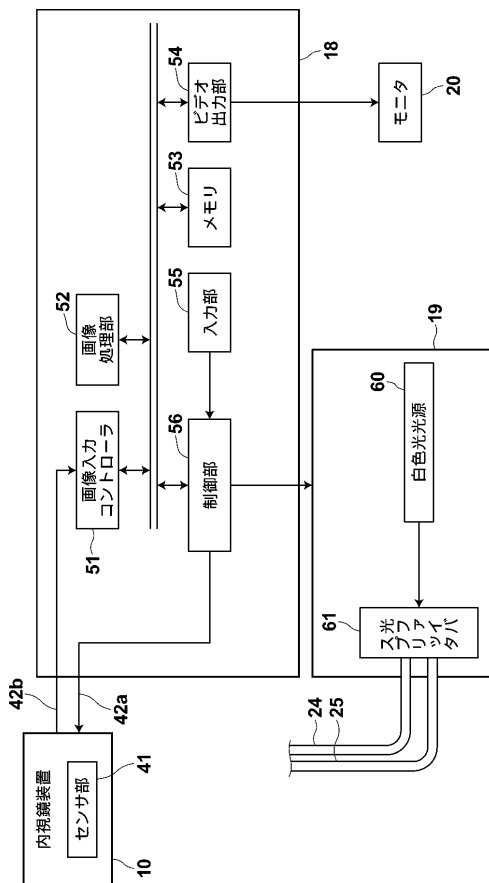 内視鏡装置
センサ部
41
10
42b
42a
画像入力
コントローラ
51
画像
処理部
52
制御部
56
入力部
55
メモリ
53
ビデオ
出力部
54
18
モニタ
20
19
白色光光源
60
光ファイバ
スプリッタ
61
24
25